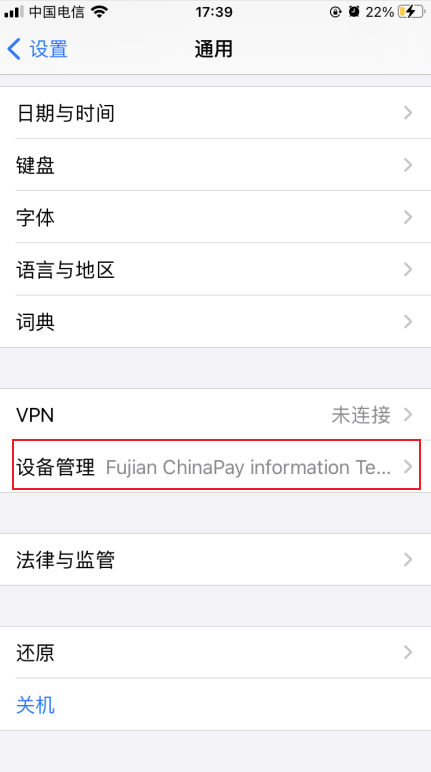 中国电信 17:39 22%
设置 通用
日期与时间
键盘
字体
语言与地区
词典
VPN 未连接
设备管理 Fujian ChinaPay information Te...
法律与监管
还原
关机